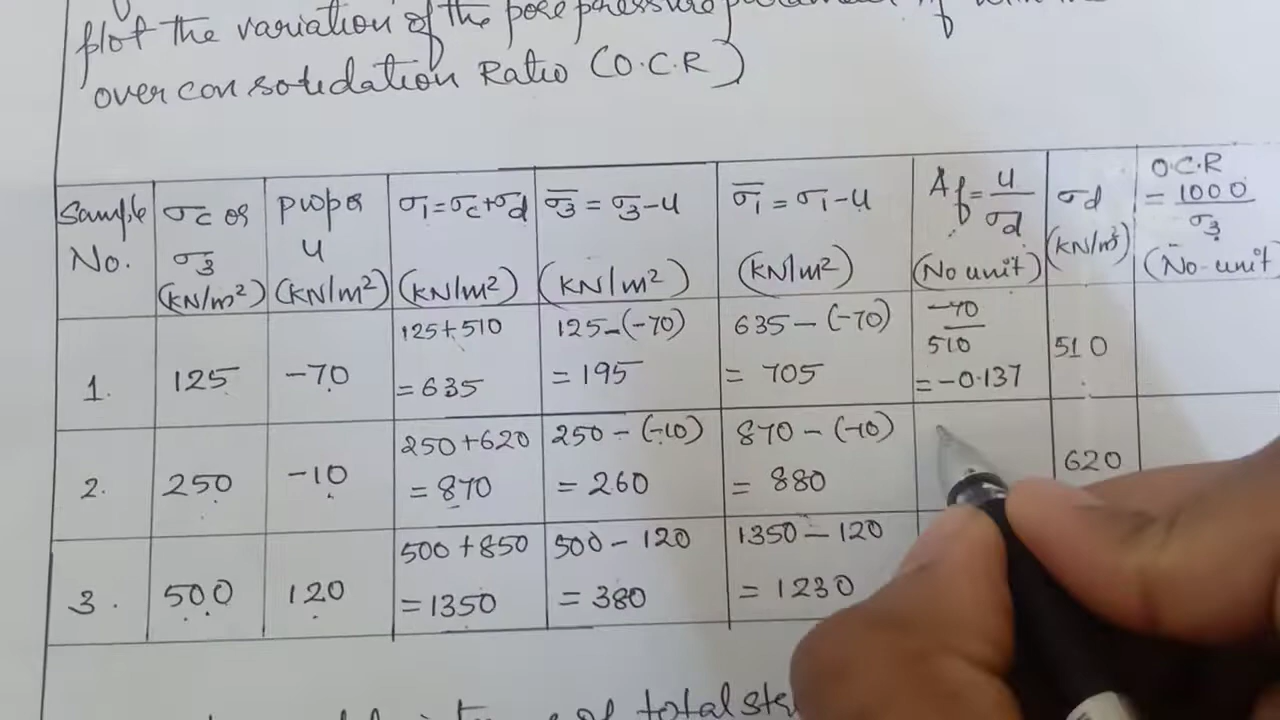 plot the variation of the pore pressure
over consolidation Ratio (O.C.R)
Sample No. | σc or σ3 (kN/m²) | pwp or u (kN/m²) | σ1=σc+σd (kN/m²) | σ̄3 = σ3-u (kN/m²) | σ̄1 = σ1-u (kN/m²) | Af = u/σd (No unit) | σd (kN/m²) | O.C.R = 1000/σ3 (No-unit
1. | 125 | -70 | 125+510 = 635 | 125-(-70) = 195 | 635-(-70) = 705 | -70/510 = -0.137 | 510
2. | 250 | -10 | 250+620 = 870 | 250-(-10) = 260 | 870-(-10) = 880 | 620
3. | 500 | 120 | 500+850 = 1350 | 500-120 = 380 | 1350-120 = 1230
of total